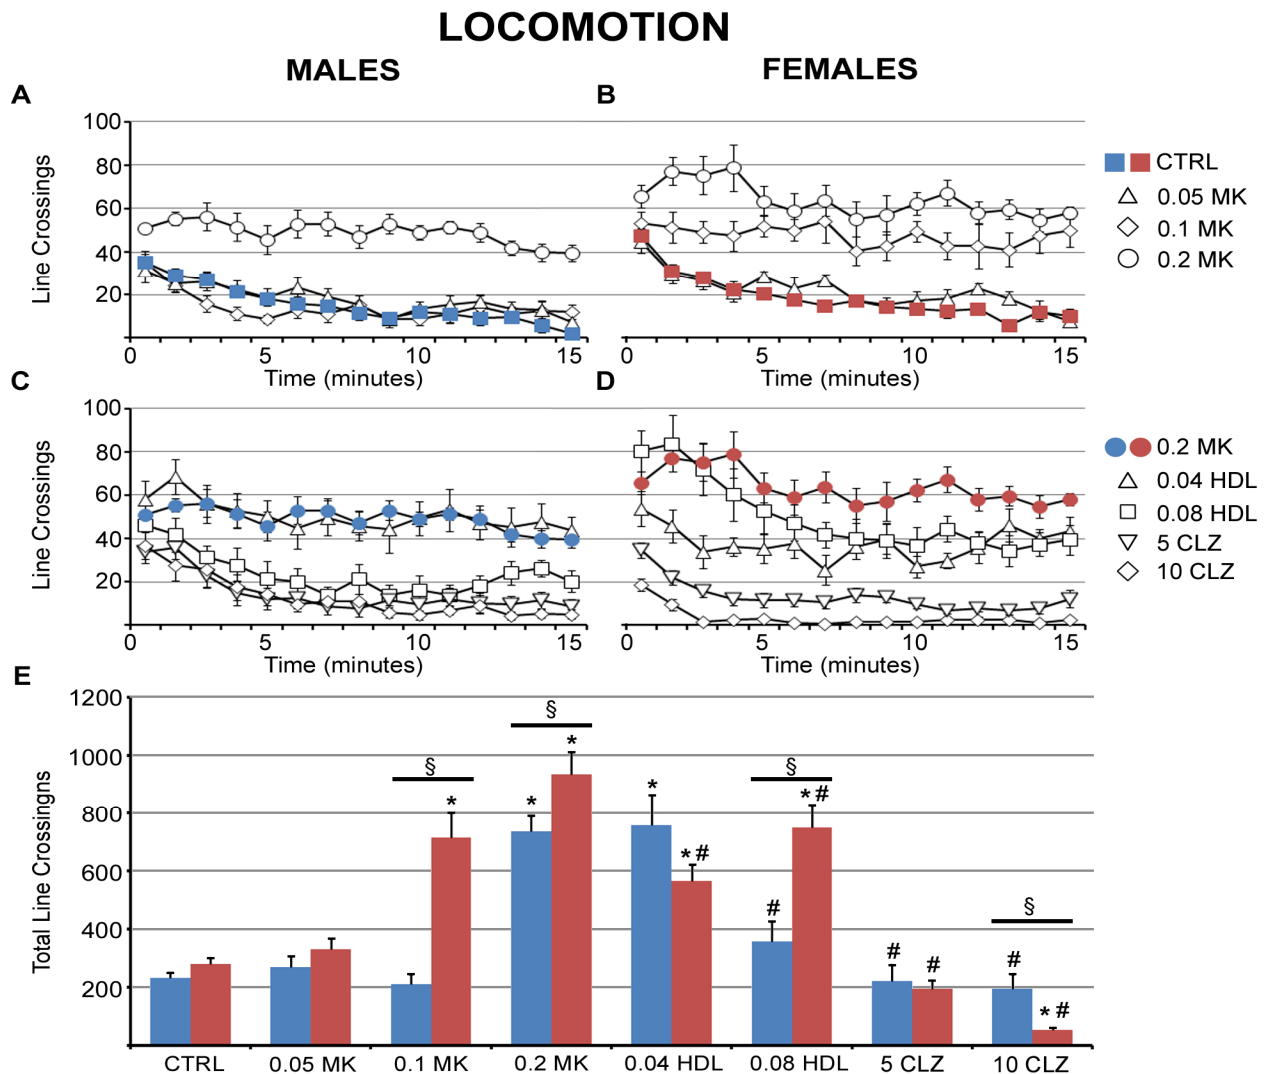 LOCOMOTION
MALES
FEMALES
A
B
100
80
60
40
20
Line Crossings
0
5
10
15
Time (minutes)
0
5
10
15
Time (minutes)
CTRL
0.05 MK
0.1 MK
0.2 MK
C
D
100
80
60
40
20
Line Crossings
0
5
10
15
Time (minutes)
0
5
10
15
Time (minutes)
0.2 MK
0.04 HDL
0.08 HDL
5 CLZ
10 CLZ
E
1200
1000
800
600
400
200
Total Line Crossingns
§
*
§
*
*
*
* #
§
#
* #
#
#
§
#
* #
CTRL
0.05 MK
0.1 MK
0.2 MK
0.04 HDL
0.08 HDL
5 CLZ
10 CLZ